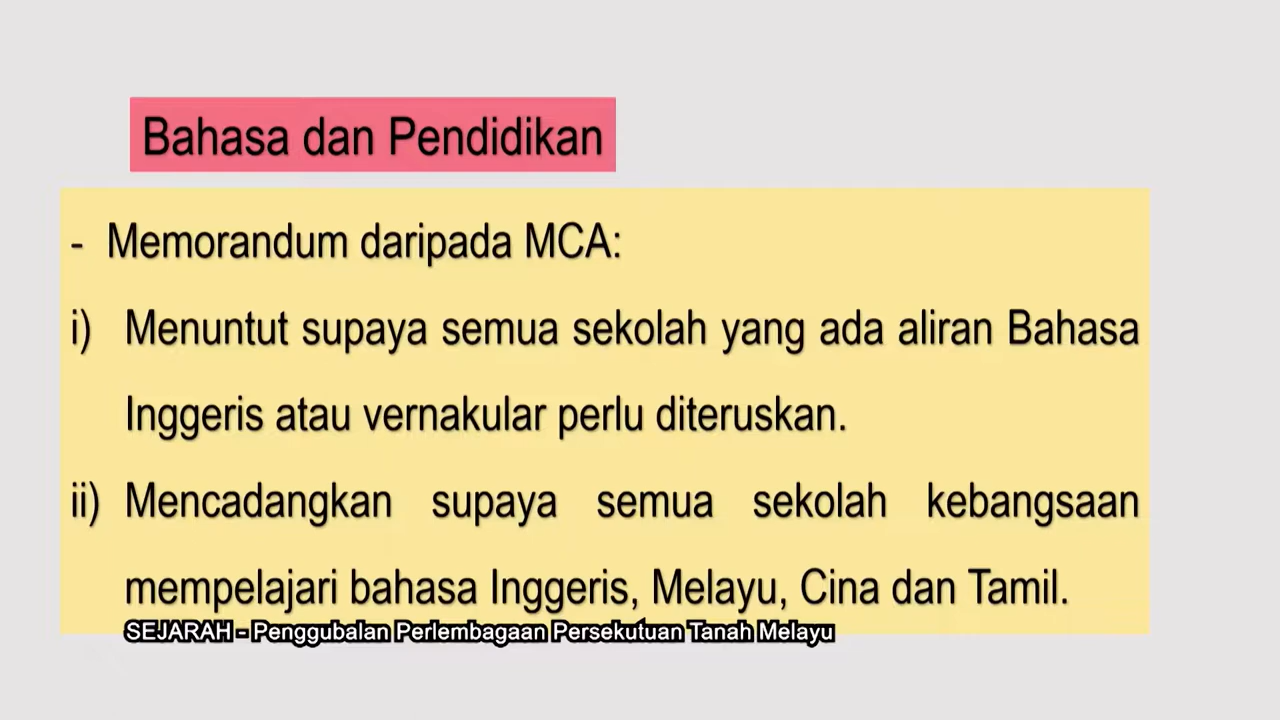 Bahasa dan Pendidikan
- Memorandum daripada MCA:
i) Menuntut supaya semua sekolah yang ada aliran Bahasa
Inggeris atau vernakular perlu diteruskan.
ii) Mencadangkan supaya semua sekolah kebangsaan
mempelajari bahasa Inggeris, Melayu, Cina dan Tamil.
SEJARAH - Penggubalan Perlembagaan Persekutuan Tanah Melayu